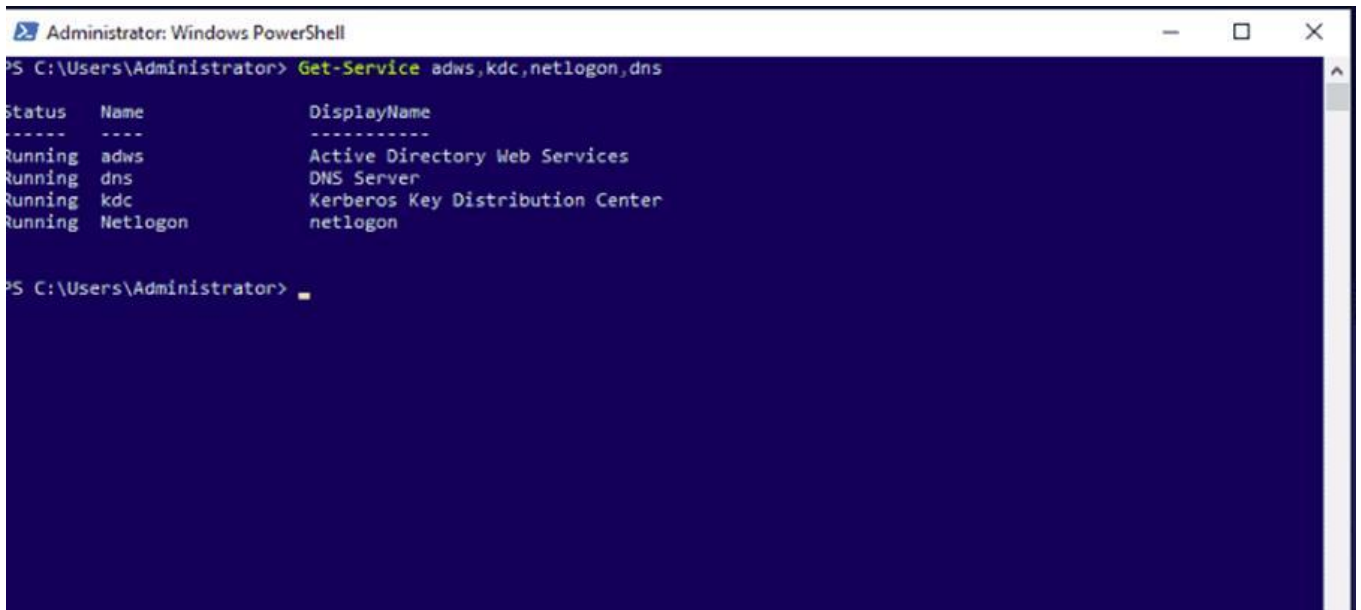 Administrator: Windows PowerShell
PS C:\Users\Administrator> Get-Service adws,kdc,netlogon,dns
Status   Name               DisplayName
------   ----               -----------
Running  adws               Active Directory Web Services
Running  dns                DNS Server
Running  kdc                Kerberos Key Distribution Center
Running  Netlogon           netlogon
PS C:\Users\Administrator>